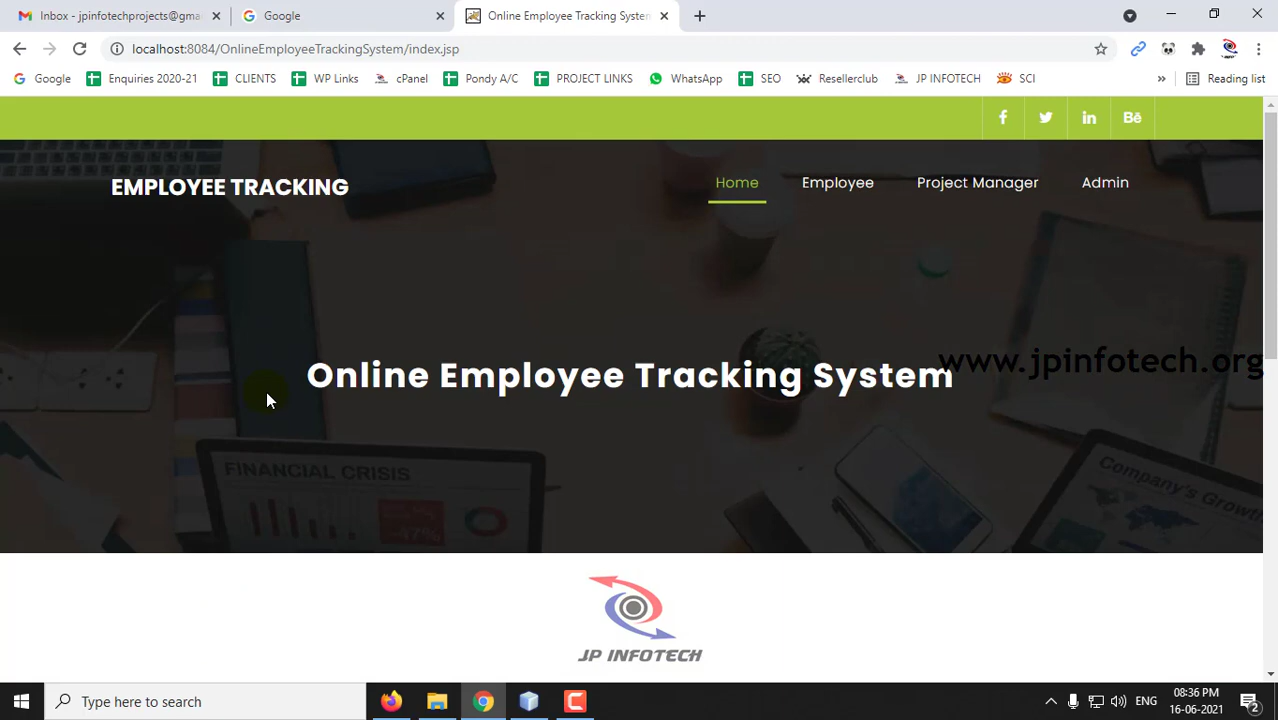 Inbox - jpinfotechprojects@gma
Google
Online Employee Tracking System
localhost:8084/OnlineEmployeeTrackingSystem/index.jsp
Google
Enquiries 2020-21
CLIENTS
WP Links
cPanel
Pondy A/C
PROJECT LINKS
WhatsApp
SEO
Resellerclub
JP INFOTECH
SCI
»
Reading list
EMPLOYEE TRACKING
Home
Employee
Project Manager
Admin
www.jpinfotech.org
Online Employee Tracking System
FINANCIAL CRISIS
47%
Company's Growth
JP INFOTECH
Type here to search
ENG
08:36 PM
16-06-2021
2